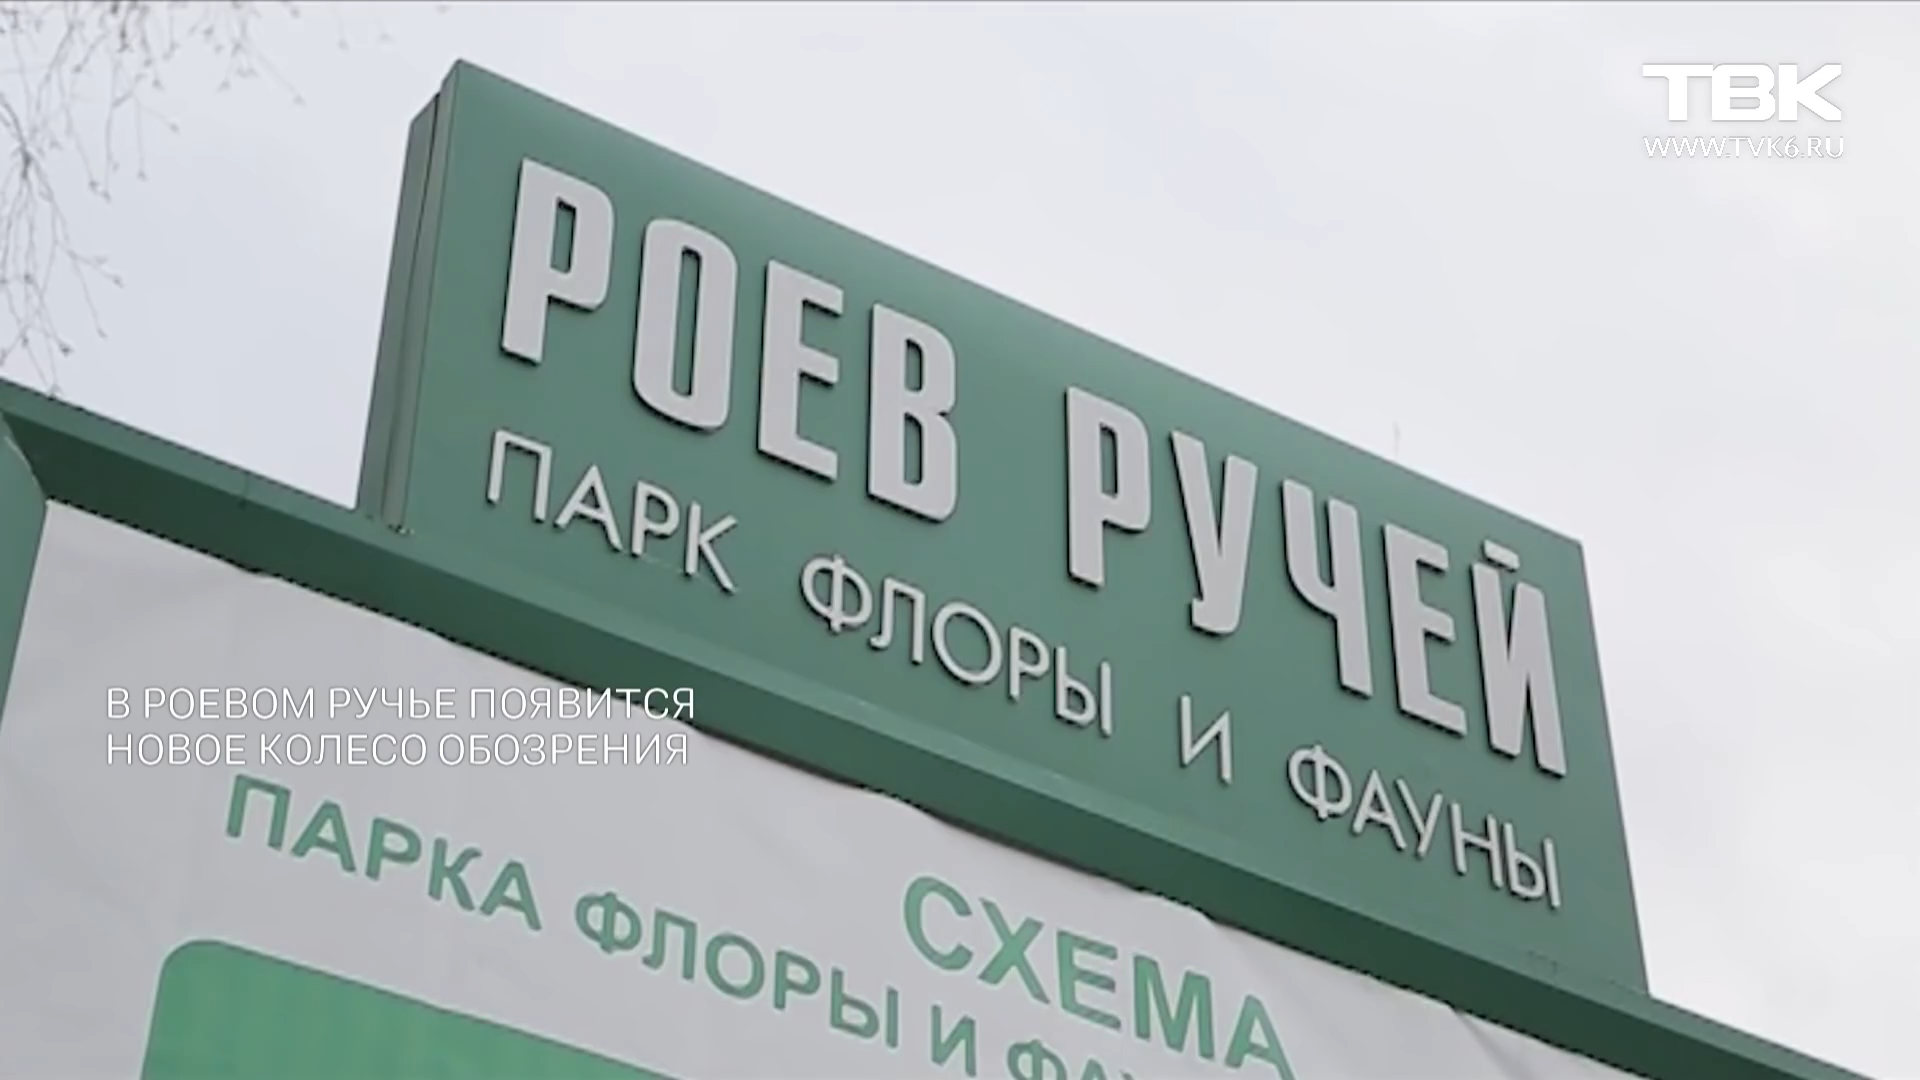 ТВК
WWW.TVK6.RU
РОЕВ РУЧЕЙ
ПАРК ФЛОРЫ И ФАУНЫ
В РОЕВОМ РУЧЬЕ ПОЯВИТСЯ
НОВОЕ КОЛЕСО ОБОЗРЕНИЯ
СХЕМА
ПАРКА ФЛОРЫ И